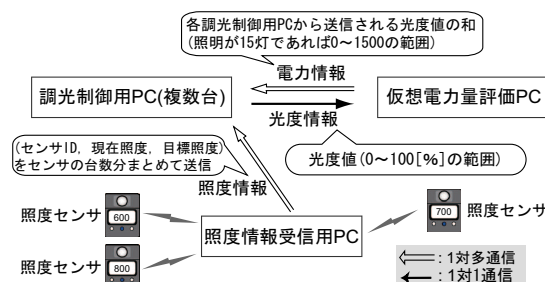 各調光制御用PCから送信される光度値の和
(照明が15灯であれば0～1500の範囲)
電力情報
調光制御用PC(複数台)
仮想電力量評価PC
光度情報
(センサID, 現在照度, 目標照度)
をセンサの台数分まとめて送信
光度値(0～100[%]の範囲)
照度情報
照度センサ
600
700
照度センサ
照度情報受信用PC
照度センサ
800
: 1対多通信
: 1対1通信